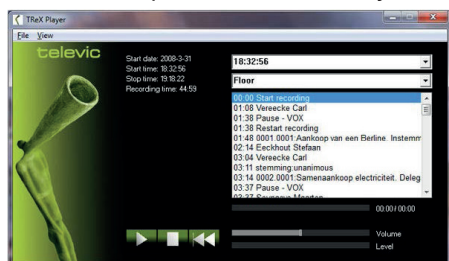 TReX Player
File View
televic
Start date: 2008-3-31
Start time: 18:32:56
Stop time: 19:18:22
Recording time: 44:59
18:32:56
Floor
00:00 Start recording
01:08 Vereecke Carl
01:38 Pause - VOX
01:38 Restart recording
01:48 0001.0001:Aankoop van een Berline. Instemm
02:14 Eeckhout Stefaan
03:04 Vereecke Carl
03:11 stemming:unanimous
03:14 0002.0001:Samenaankoop electriciteit. Deleg
03:37 Pause - VOX
00:00 / 00:00
Volume
Level